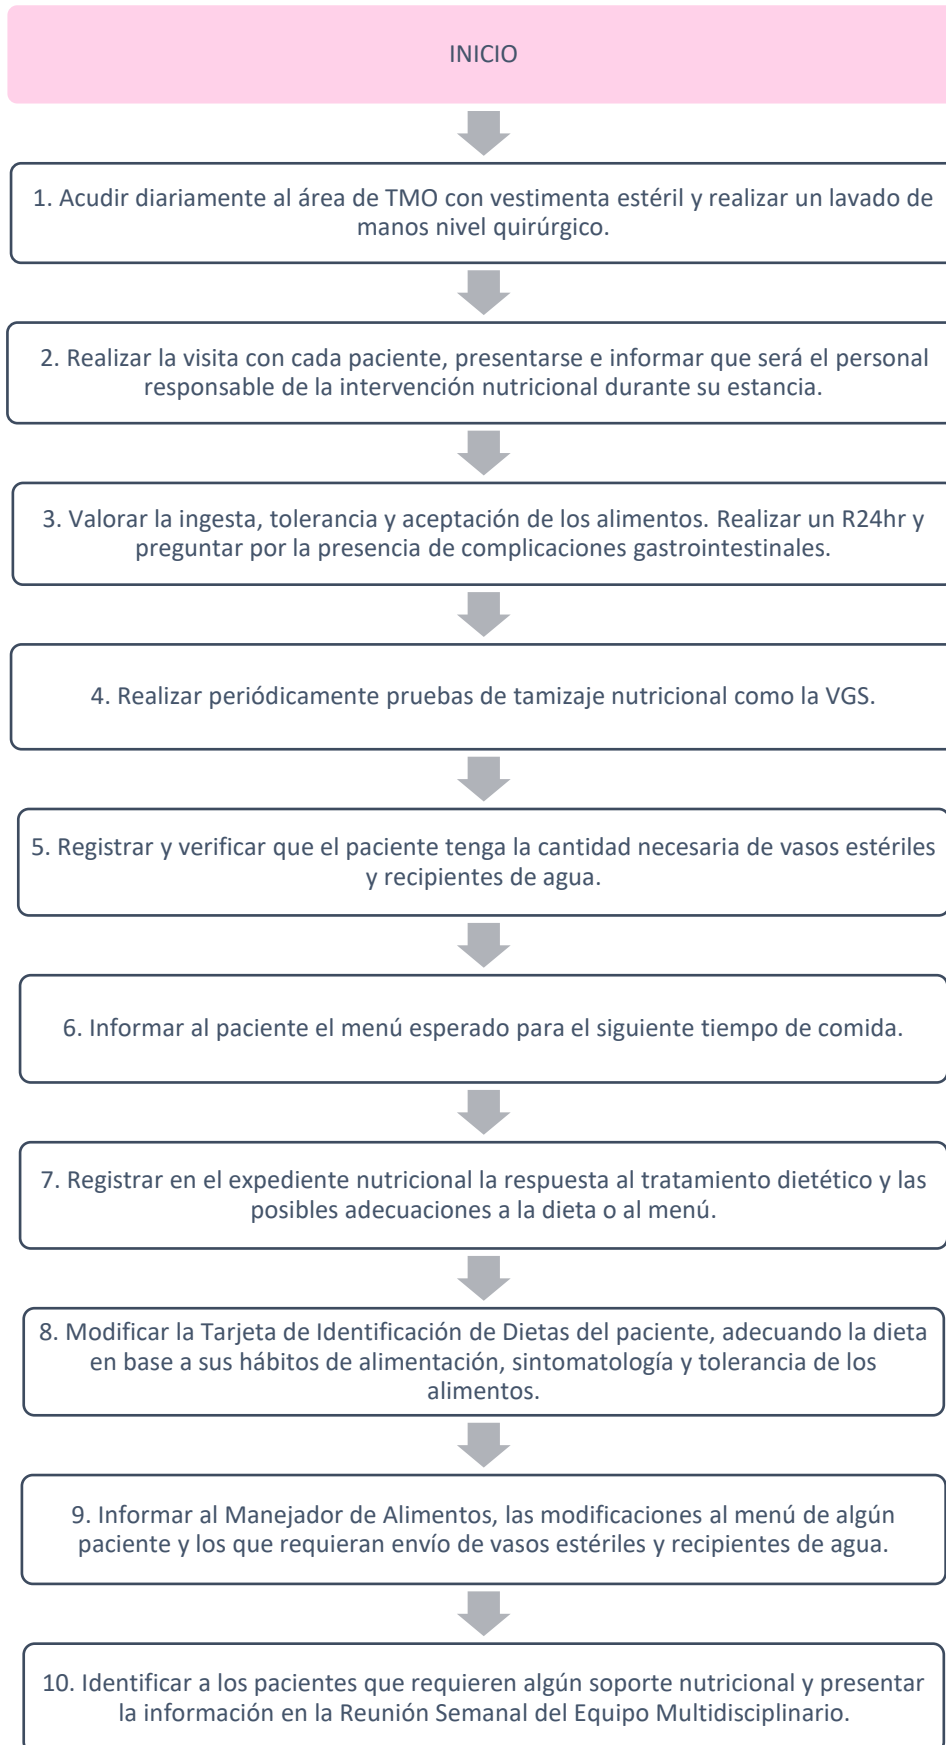 INICIO
1. Acudir diariamente al área de TMO con vestimenta estéril y realizar un lavado de
manos nivel quirúrgico.
2. Realizar la visita con cada paciente, presentarse e informar que será el personal
responsable de la intervención nutricional durante su estancia.
3. Valorar la ingesta, tolerancia y aceptación de los alimentos. Realizar un R24hr y
preguntar por la presencia de complicaciones gastrointestinales.
4. Realizar periódicamente pruebas de tamizaje nutricional como la VGS.
5. Registrar y verificar que el paciente tenga la cantidad necesaria de vasos estériles
y recipientes de agua.
6. Informar al paciente el menú esperado para el siguiente tiempo de comida.
7. Registrar en el expediente nutricional la respuesta al tratamiento dietético y las
posibles adecuaciones a la dieta o al menú.
8. Modificar la Tarjeta de Identificación de Dietas del paciente, adecuando la dieta
en base a sus hábitos de alimentación, sintomatología y tolerancia de los
alimentos.
9. Informar al Manejador de Alimentos, las modificaciones al menú de algún
paciente y los que requieran envío de vasos estériles y recipientes de agua.
10. Identificar a los pacientes que requieren algún soporte nutricional y presentar
la información en la Reunión Semanal del Equipo Multidisciplinario.